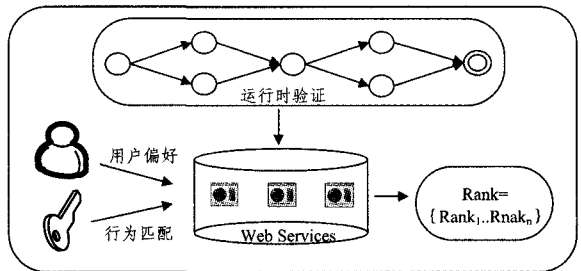 运行时验证
用户偏好
行为匹配
Web Services
Rank=
{Rank₁..Rnakₙ}